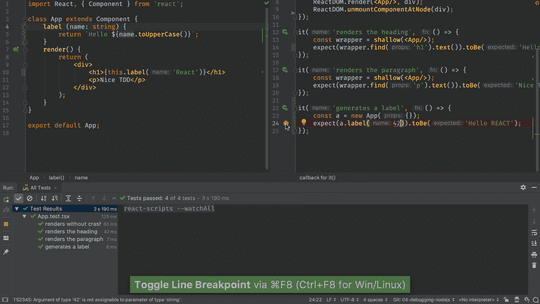 import React, { Component } from 'react';
class App extends Component {
label (name: string) {
return `Hello ${name.toUpperCase()}`;
}
render() {
return (
<div>
<h1>{this.label( name: 'React')}</h1>
<p>Nice TDD</p>
</div>
);
}
}
export default App;
App
label()
name
ReactDOM.render(<App/>, div);
ReactDOM.unmountComponentAtNode(div);
});
it( name: 'renders the heading', fn: () => {
const wrapper = shallow(<App/>);
expect(wrapper.find( props: 'h1').text()).toBe( expected: 'Hell
});
it( name: 'renders the paragraph', fn: () => {
const wrapper = shallow(<App/>);
expect(wrapper.find( props: 'p').text()).toBe( expected: 'Nice
});
it( name: 'generates a label', fn: () => {
const a = new App( props: {});
expect(a.label( name: 42)).toBe( expected: 'Hello REACT');
});
callback for it()
Run:
All Tests
Tests passed: 4 of 4 tests – 3 s 190 ms
Test Results
3 s 190 ms
App.test.tsx
renders without crash
renders the heading
renders the paragraph
generates a label
react-scripts --watchAll
Toggle Line Breakpoint via ⌘F8 (Ctrl+F8 for Win/Linux)
TS2345: Argument of type '42' is not assignable to parameter of type 'string'.
24:22
LF
UTF-8
4 spaces
<No interpreter>
Git: 06-debugging-nodejs